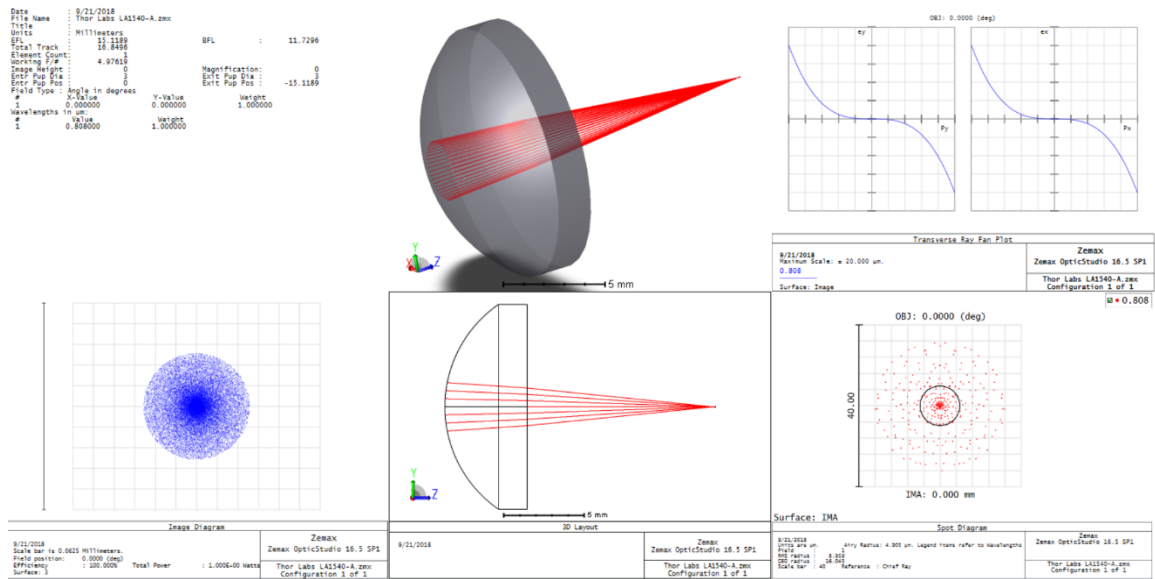 Date : 9/21/2018
File Name : Thor Labs LA1540-A.zmx
Title :
Units : Millimeters
EFL : 15.1189 BFL : 11.7296
Total Track : 16.8496
Element Count: 1
Working F/# : 4.97619
Image Height : 0 Magnification: 0
Entr Pup Dia : 3 Exit Pup Dia : 3
Entr Pup Pos : 0 Exit Pup Pos : -15.1189
Field Type : Angle in degrees
# X-Value Y-Value Weight
1 0.000000 0.000000 1.000000
Wavelengths in um:
# Value Weight
1 0.808000 1.000000
Y
X Z
5 mm
OBJ: 0.0000 (deg)
ey ex
Py Px
Transverse Ray Fan Plot
9/21/2018
Maximum Scale: ± 20.000 µm.
0.808
Surface: Image
Zemax
Zemax OpticStudio 16.5 SP1
Thor Labs LA1540-A.zmx
Configuration 1 of 1
Image Diagram
9/21/2018
Scale bar is 0.0625 Millimeters.
Field position: 0.0000 (deg)
Efficiency : 100.000% Total Power : 1.000E+00 Watts
Surface: 3
Zemax
Zemax OpticStudio 16.5 SP1
Thor Labs LA1540-A.zmx
Configuration 1 of 1
Y
Z
5 mm
3D Layout
9/21/2018
Zemax
Zemax OpticStudio 16.5 SP1
Thor Labs LA1540-A.zmx
Configuration 1 of 1
0.808
OBJ: 0.0000 (deg)
40.00
IMA: 0.000 mm
Surface: IMA
Spot Diagram
9/21/2018
Units are µm. Airy Radius: 4.905 µm. Legend items refer to Wavelengths
Field : 1
RMS radius : 8.959
GEO radius : 16.043
Scale bar : 40 Reference : Chief Ray
Zemax
Zemax OpticStudio 16.5 SP1
Thor Labs LA1540-A.zmx
Configuration 1 of 1